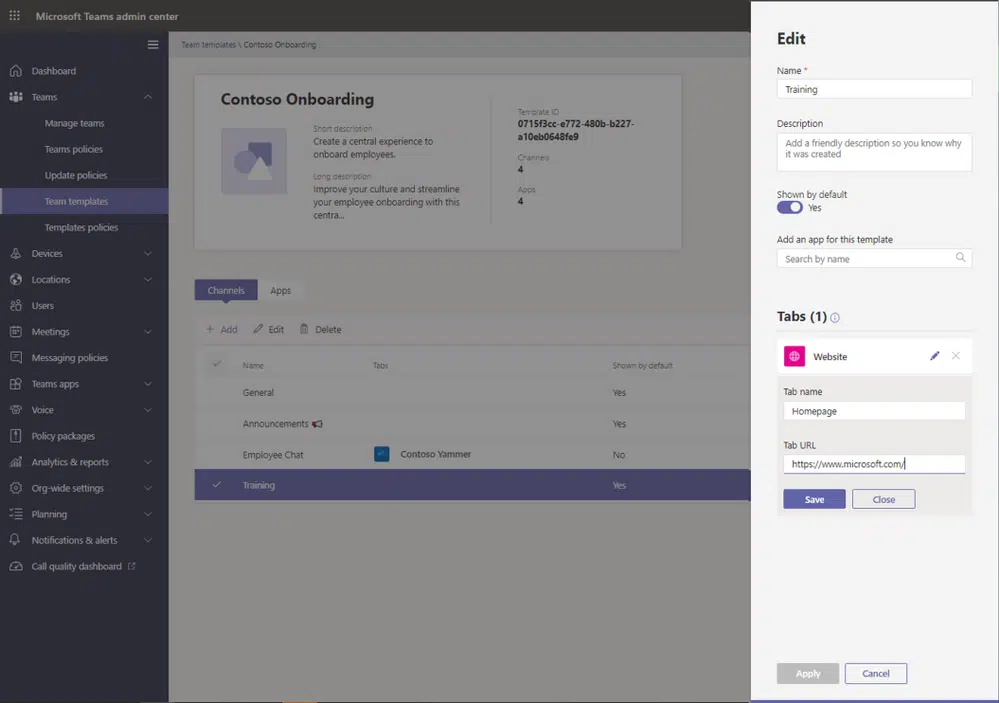 Microsoft Teams admin center
Dashboard
Teams
Manage teams
Teams policies
Update policies
Team templates
Templates policies
Devices
Locations
Users
Meetings
Messaging policies
Teams apps
Voice
Policy packages
Analytics & reports
Org-wide settings
Planning
Notifications & alerts
Call quality dashboard
Team templates \ Contoso Onboarding
Contoso Onboarding
Short description
Create a central experience to
onboard employees.
Long description
Improve your culture and streamline
your employee onboarding with this
centra...
Template ID
0715f3cc-e772-480b-b227-
a10eb0648fe9
Channels
4
Apps
4
Channels Apps
+ Add Edit Delete
Name Tabs Shown by default
General Yes
Announcements 📢 Yes
Employee Chat Contoso Yammer No
Training Yes
Edit
Name *
Training
Description
Add a friendly description so you know why
it was created
Shown by default
Yes
Add an app for this template
Search by name
Tabs (1)
Website
Tab name
Homepage
Tab URL
https://www.microsoft.com/
Save Close
Apply Cancel